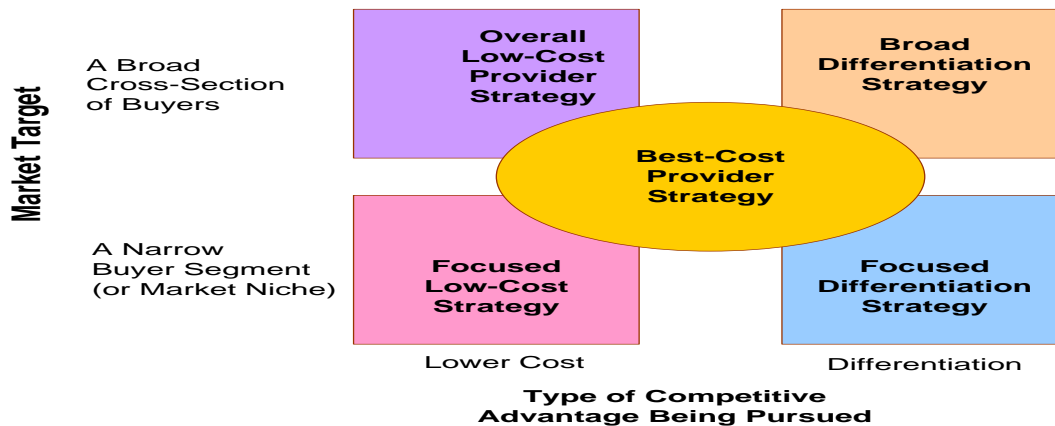 Market Target
A Broad
Cross-Section
of Buyers
Overall
Low-Cost
Provider
Strategy
Broad
Differentiation
Strategy
Best-Cost
Provider
Strategy
A Narrow
Buyer Segment
(or Market Niche)
Focused
Low-Cost
Strategy
Focused
Differentiation
Strategy
Lower Cost
Differentiation
Type of Competitive
Advantage Being Pursued